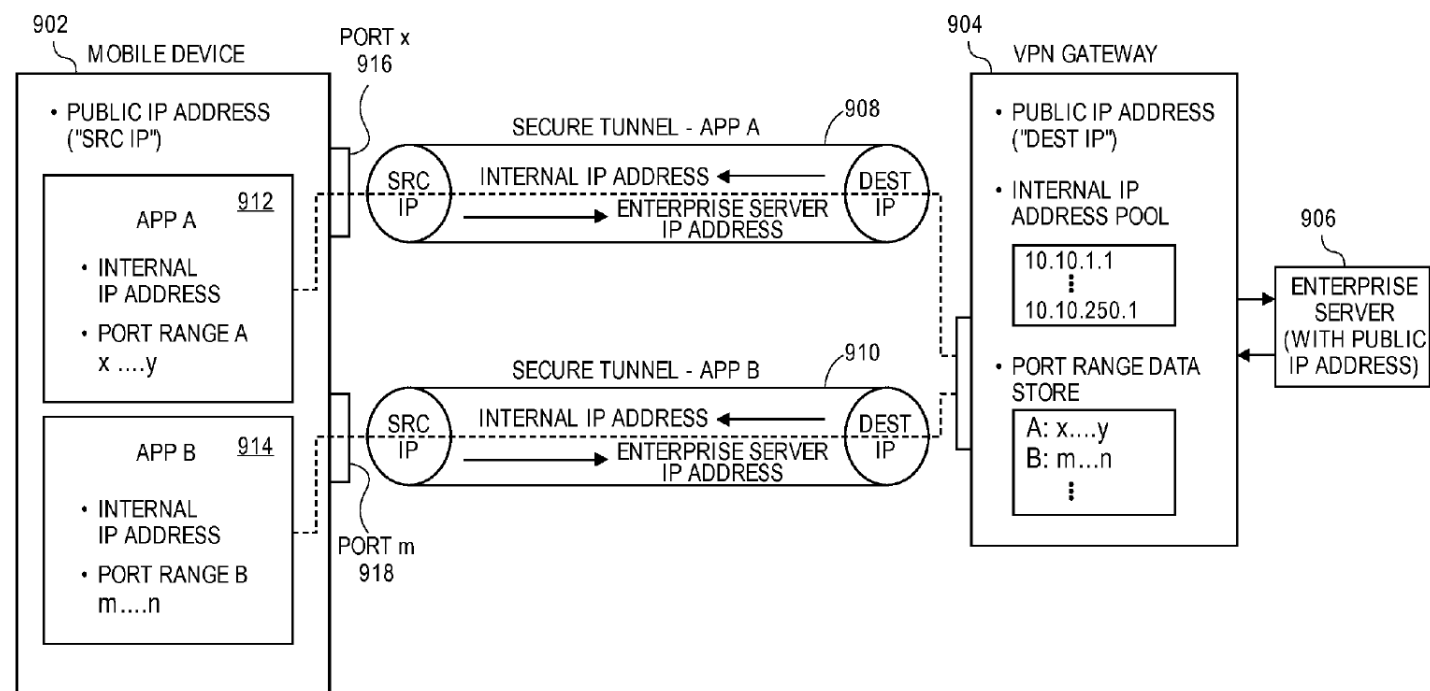 902
MOBILE DEVICE
• PUBLIC IP ADDRESS
("SRC IP")
912
APP A
• INTERNAL
IP ADDRESS
• PORT RANGE A
x ....y
APP B
914
• INTERNAL
IP ADDRESS
• PORT RANGE B
m....n
PORT x
916
SECURE TUNNEL - APP A
908
SRC
IP
INTERNAL IP ADDRESS
ENTERPRISE SERVER
IP ADDRESS
DEST
IP
SECURE TUNNEL - APP B
910
SRC
IP
INTERNAL IP ADDRESS
ENTERPRISE SERVER
IP ADDRESS
DEST
IP
PORT m
918
904
VPN GATEWAY
• PUBLIC IP ADDRESS
("DEST IP")
• INTERNAL IP
ADDRESS POOL
10.10.1.1
10.10.250.1
• PORT RANGE DATA
STORE
A: x....y
B: m...n
906
ENTERPRISE
SERVER
(WITH PUBLIC
IP ADDRESS)